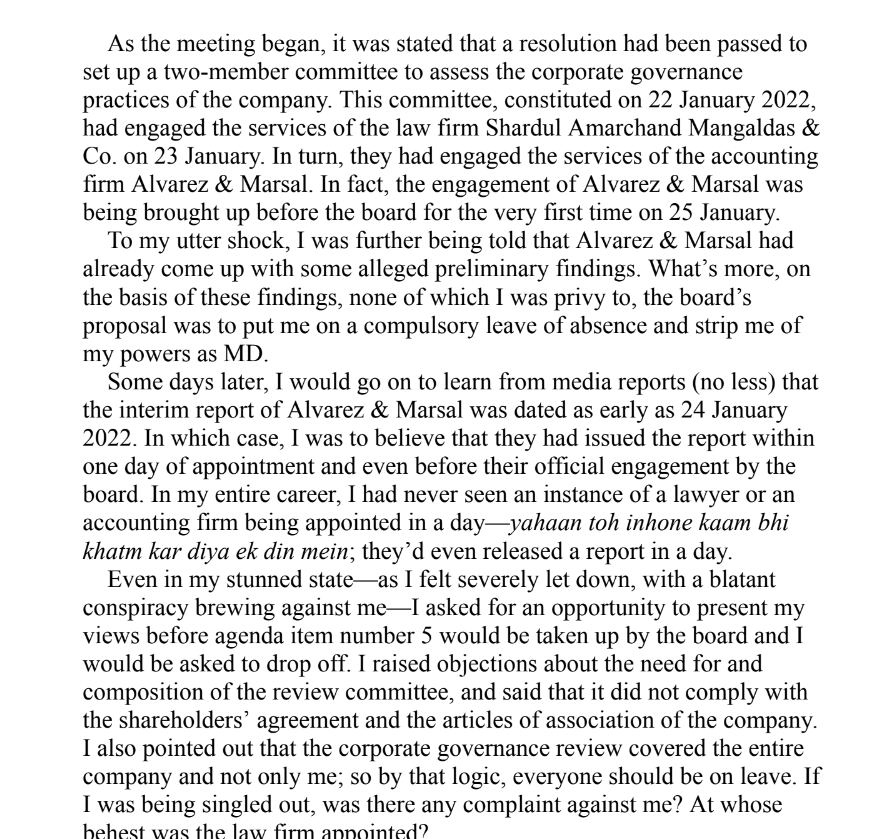 As the meeting began, it was stated that a resolution had been passed to
set up a two-member committee to assess the corporate governance
practices of the company. This committee, constituted on 22 January 2022,
had engaged the services of the law firm Shardul Amarchand Mangaldas &
Co. on 23 January. In turn, they had engaged the services of the accounting
firm Alvarez & Marsal. In fact, the engagement of Alvarez & Marsal was
being brought up before the board for the very first time on 25 January.
To my utter shock, I was further being told that Alvarez & Marsal had
already come up with some alleged preliminary findings. What’s more, on
the basis of these findings, none of which I was privy to, the board’s
proposal was to put me on a compulsory leave of absence and strip me of
my powers as MD.
Some days later, I would go on to learn from media reports (no less) that
the interim report of Alvarez & Marsal was dated as early as 24 January
2022. In which case, I was to believe that they had issued the report within
one day of appointment and even before their official engagement by the
board. In my entire career, I had never seen an instance of a lawyer or an
accounting firm being appointed in a day—yahaan toh inhone kaam bhi
khatm kar diya ek din mein; they’d even released a report in a day.
Even in my stunned state—as I felt severely let down, with a blatant
conspiracy brewing against me—I asked for an opportunity to present my
views before agenda item number 5 would be taken up by the board and I
would be asked to drop off. I raised objections about the need for and
composition of the review committee, and said that it did not comply with
the shareholders’ agreement and the articles of association of the company.
I also pointed out that the corporate governance review covered the entire
company and not only me; so by that logic, everyone should be on leave. If
I was being singled out, was there any complaint against me? At whose
behest was the law firm appointed?